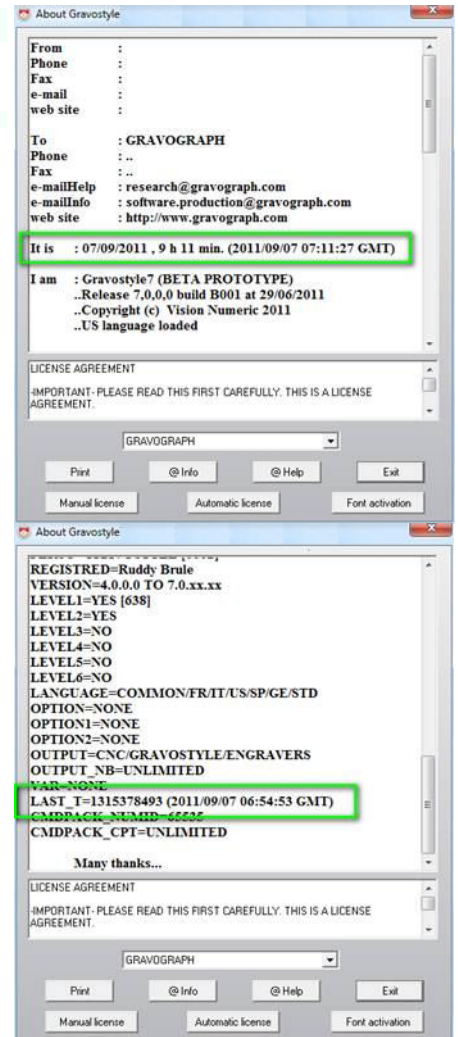 About Gravostyle
From :
Phone :
Fax :
e-mail :
web site :
To : GRAVOGRAPH
Phone : ..
Fax : ..
e-mailHelp : research@gravograph.com
e-mailInfo : software.production@gravograph.com
web site : http://www.gravograph.com
It is : 07/09/2011 , 9 h 11 min. (2011/09/07 07:11:27 GMT)
I am : Gravostyle7 (BETA PROTOTYPE)
..Release 7,0,0,0 build B001 at 29/06/2011
..Copyright (c) Vision Numeric 2011
..US language loaded
LICENSE AGREEMENT
-IMPORTANT- PLEASE READ THIS FIRST CAREFULLY. THIS IS A LICENSE
AGREEMENT.
GRAVOGRAPH
Print @ Info @ Help Exit
Manual license Automatic license Font activation
About Gravostyle
REGISTRED=Ruddy Brule
VERSION=4.0.0.0 TO 7.0.xx.xx
LEVEL1=YES [638]
LEVEL2=YES
LEVEL3=NO
LEVEL4=NO
LEVEL5=NO
LEVEL6=NO
LANGUAGE=COMMON/FR/IT/US/SP/GE/STD
OPTION=NONE
OPTION1=NONE
OPTION2=NONE
OUTPUT=CNC/GRAVOSTYLE/ENGRAVERS
OUTPUT_NB=UNLIMITED
VAR=NONE
LAST_T=1315378493 (2011/09/07 06:54:53 GMT)
CMDPACK_NUMID=65535
CMDPACK_CPT=UNLIMITED
Many thanks...
LICENSE AGREEMENT
-IMPORTANT- PLEASE READ THIS FIRST CAREFULLY. THIS IS A LICENSE
AGREEMENT.
GRAVOGRAPH
Print @ Info @ Help Exit
Manual license Automatic license Font activation